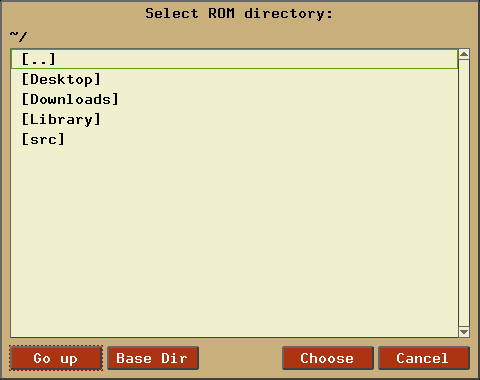 Select ROM directory:
~/
[..]
[Desktop]
[Downloads]
[Library]
[src]
Go up
Base Dir
Choose
Cancel